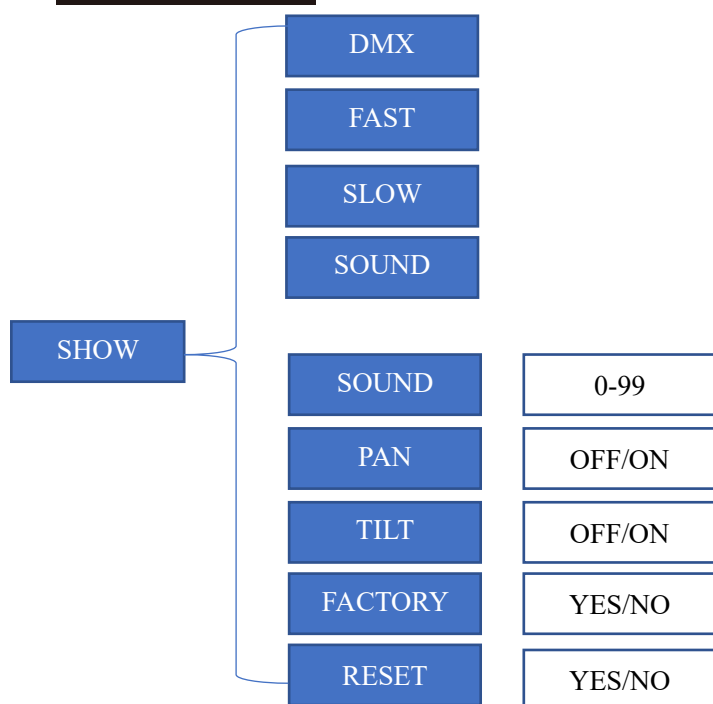 DMX
FAST
SLOW
SOUND
SHOW
SOUND 0-99
PAN OFF/ON
TILT OFF/ON
FACTORY YES/NO
RESET YES/NO